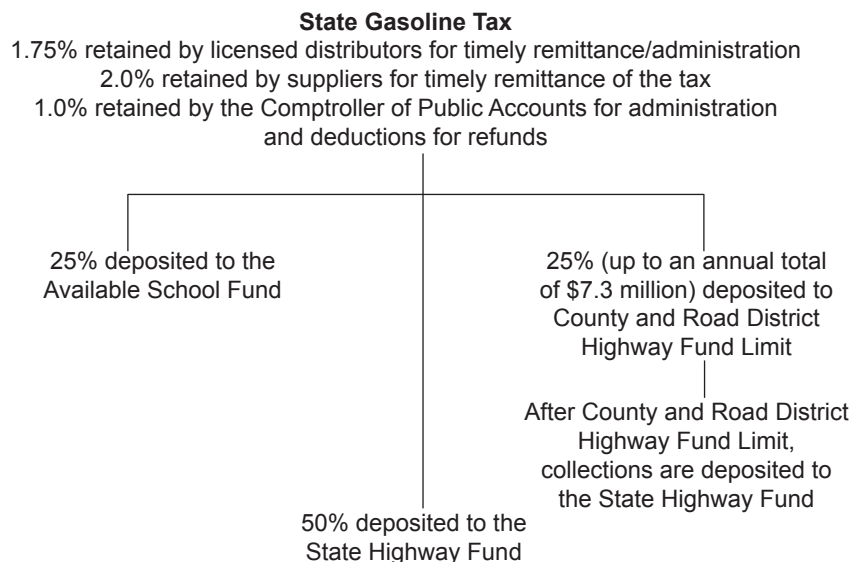 State Gasoline Tax
1.75% retained by licensed distributors for timely remittance/administration
2.0% retained by suppliers for timely remittance of the tax
1.0% retained by the Comptroller of Public Accounts for administration
and deductions for refunds
25% deposited to the
Available School Fund
25% (up to an annual total
of $7.3 million) deposited to
County and Road District
Highway Fund Limit
After County and Road District
Highway Fund Limit,
collections are deposited to
the State Highway Fund
50% deposited to the
State Highway Fund